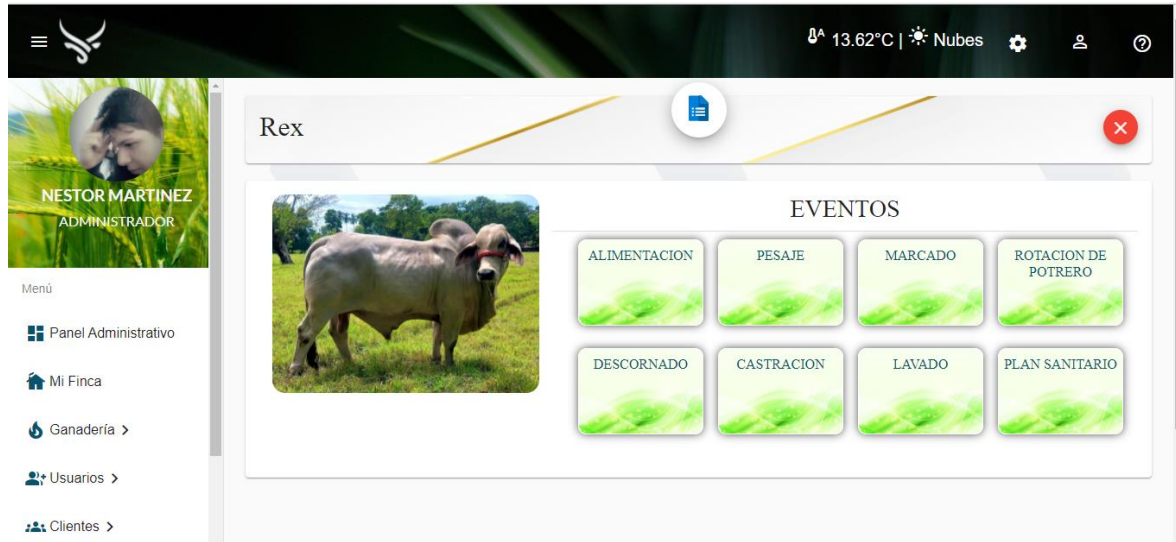 13.62°C | Nubes
NESTOR MARTINEZ
ADMINISTRADOR
Menú
Panel Administrativo
Mi Finca
Ganadería
Usuarios
Clientes
Rex
EVENTOS
ALIMENTACION
PESAJE
MARCADO
ROTACION DE
POTRERO
DESCORNADO
CASTRACION
LAVADO
PLAN SANITARIO